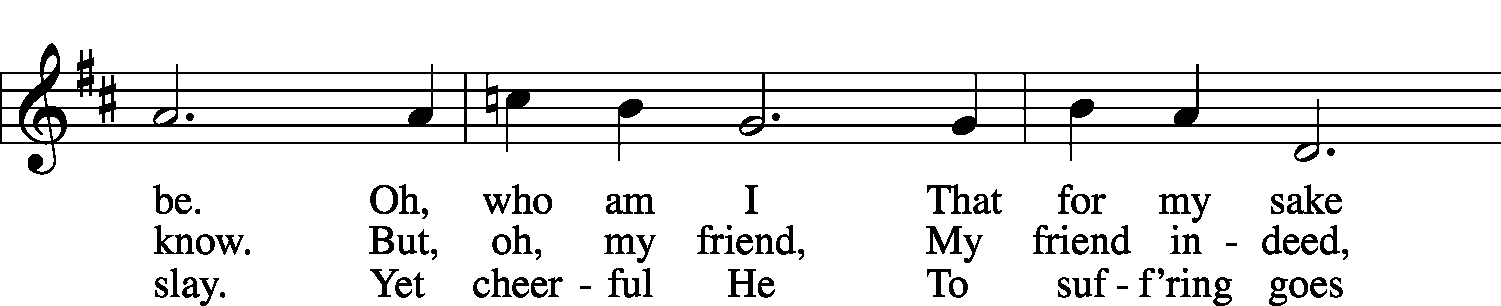 be. Oh, who am I That for my sake
know. But, oh, my friend, My friend in - deed,
slay. Yet cheer - ful He To suf - f’ring goes